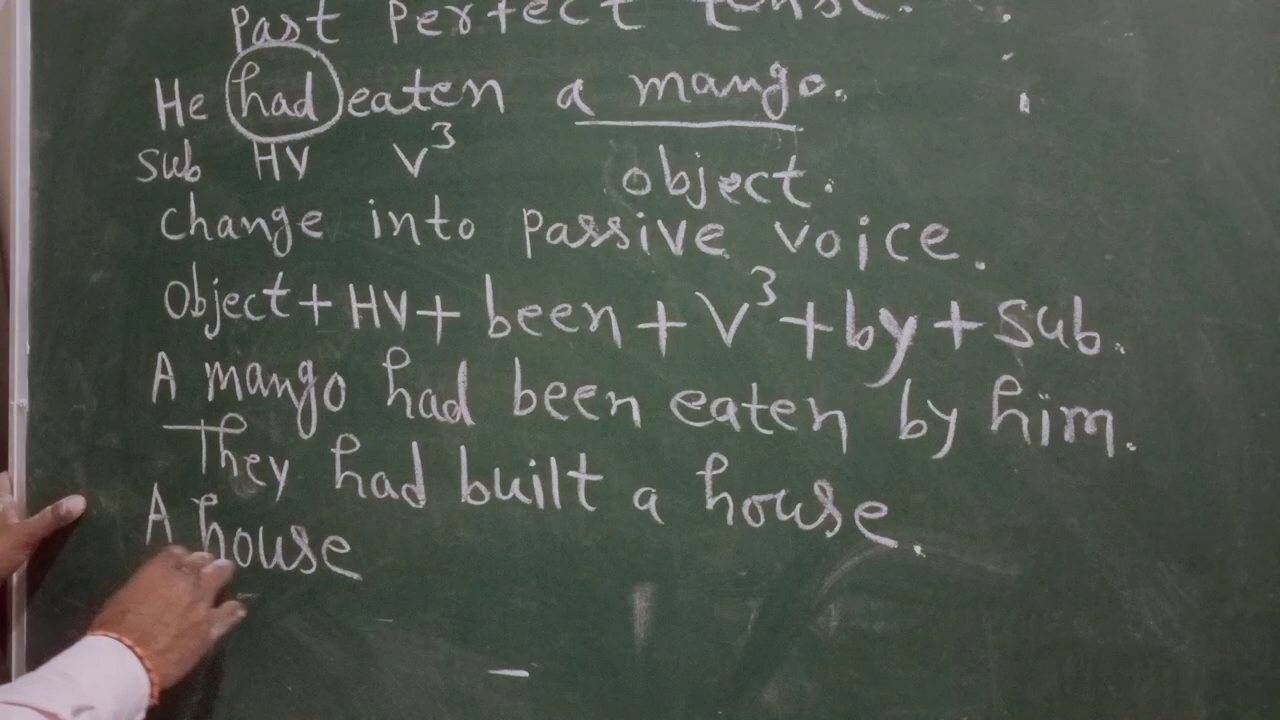 Past Perfect tense.
He had eaten a mango.
Sub HV V³ object.
change into passive voice.
Object + HV + been + V³ + by + Sub.
A mango had been eaten by him.
They had built a house.
A house